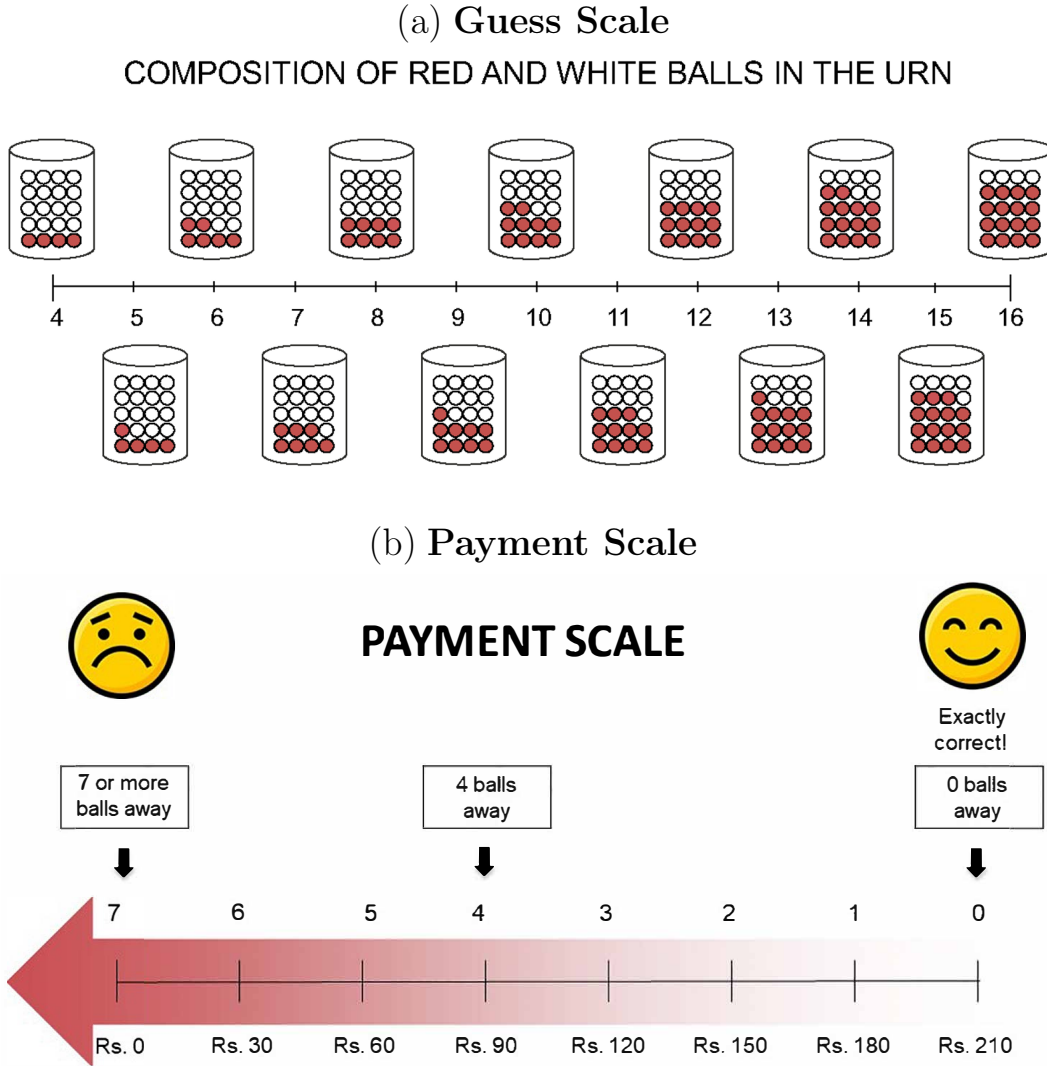 (a) Guess Scale
COMPOSITION OF RED AND WHITE BALLS IN THE URN
4 5 6 7 8 9 10 11 12 13 14 15 16
(b) Payment Scale
PAYMENT SCALE
Exactly
correct!
7 or more
balls away
4 balls
away
0 balls
away
7 6 5 4 3 2 1 0
Rs. 0 Rs. 30 Rs. 60 Rs. 90 Rs. 120 Rs. 150 Rs. 180 Rs. 210